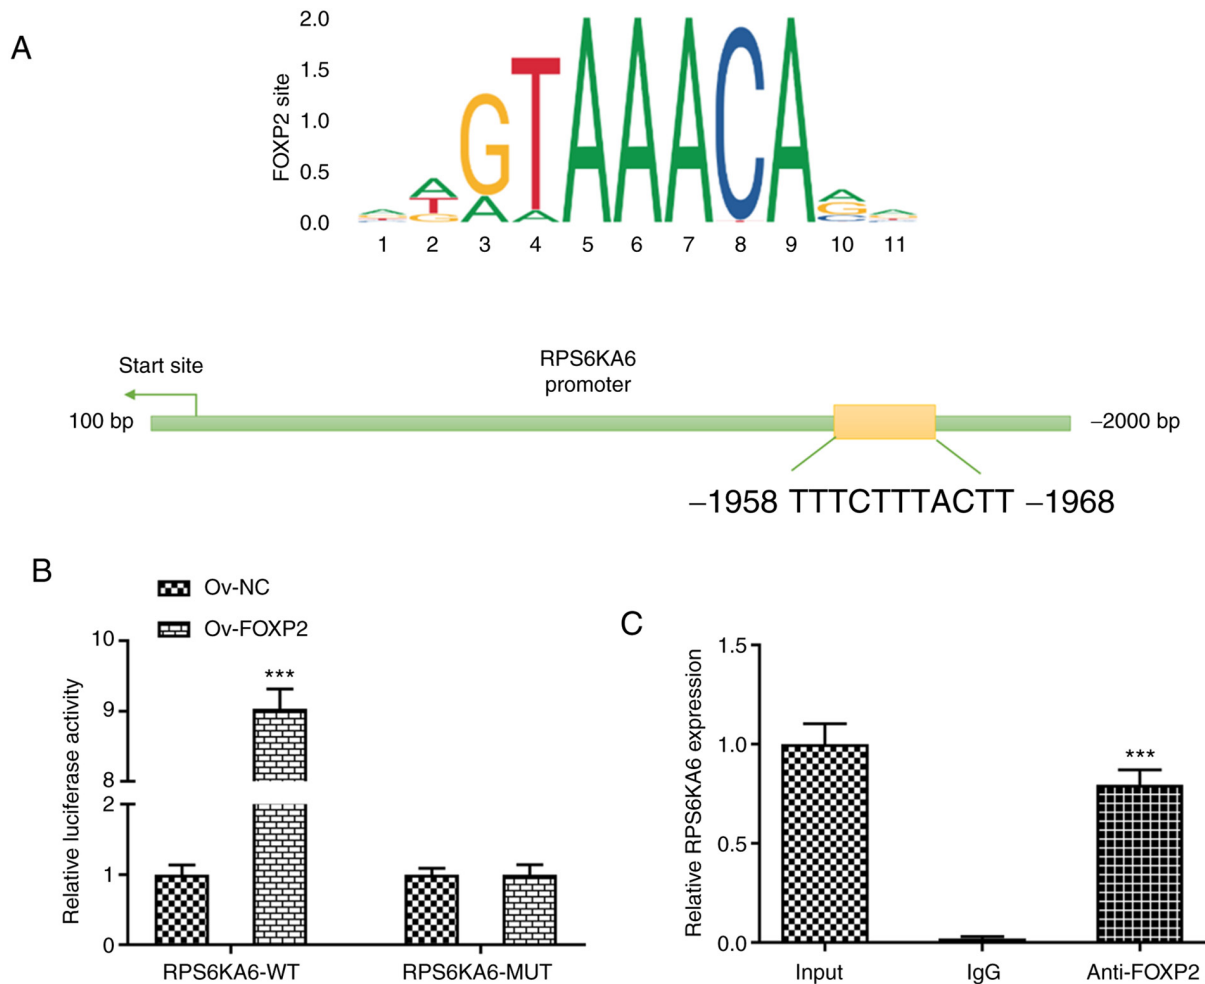 A
FOXP2 site
2.0
1.5
1.0
0.5
0.0
GTAAACA
1 2 3 4 5 6 7 8 9 10 11
Start site
RPS6KA6
promoter
100 bp
–2000 bp
–1958 TTTCTTTACTT –1968
B
Ov-NC
Ov-FOXP2
Relative luciferase activity
10
9
8
2
1
0
***
RPS6KA6-WT
RPS6KA6-MUT
C
Relative RPS6KA6 expression
1.5
1.0
0.5
0.0
***
Input
IgG
Anti-FOXP2